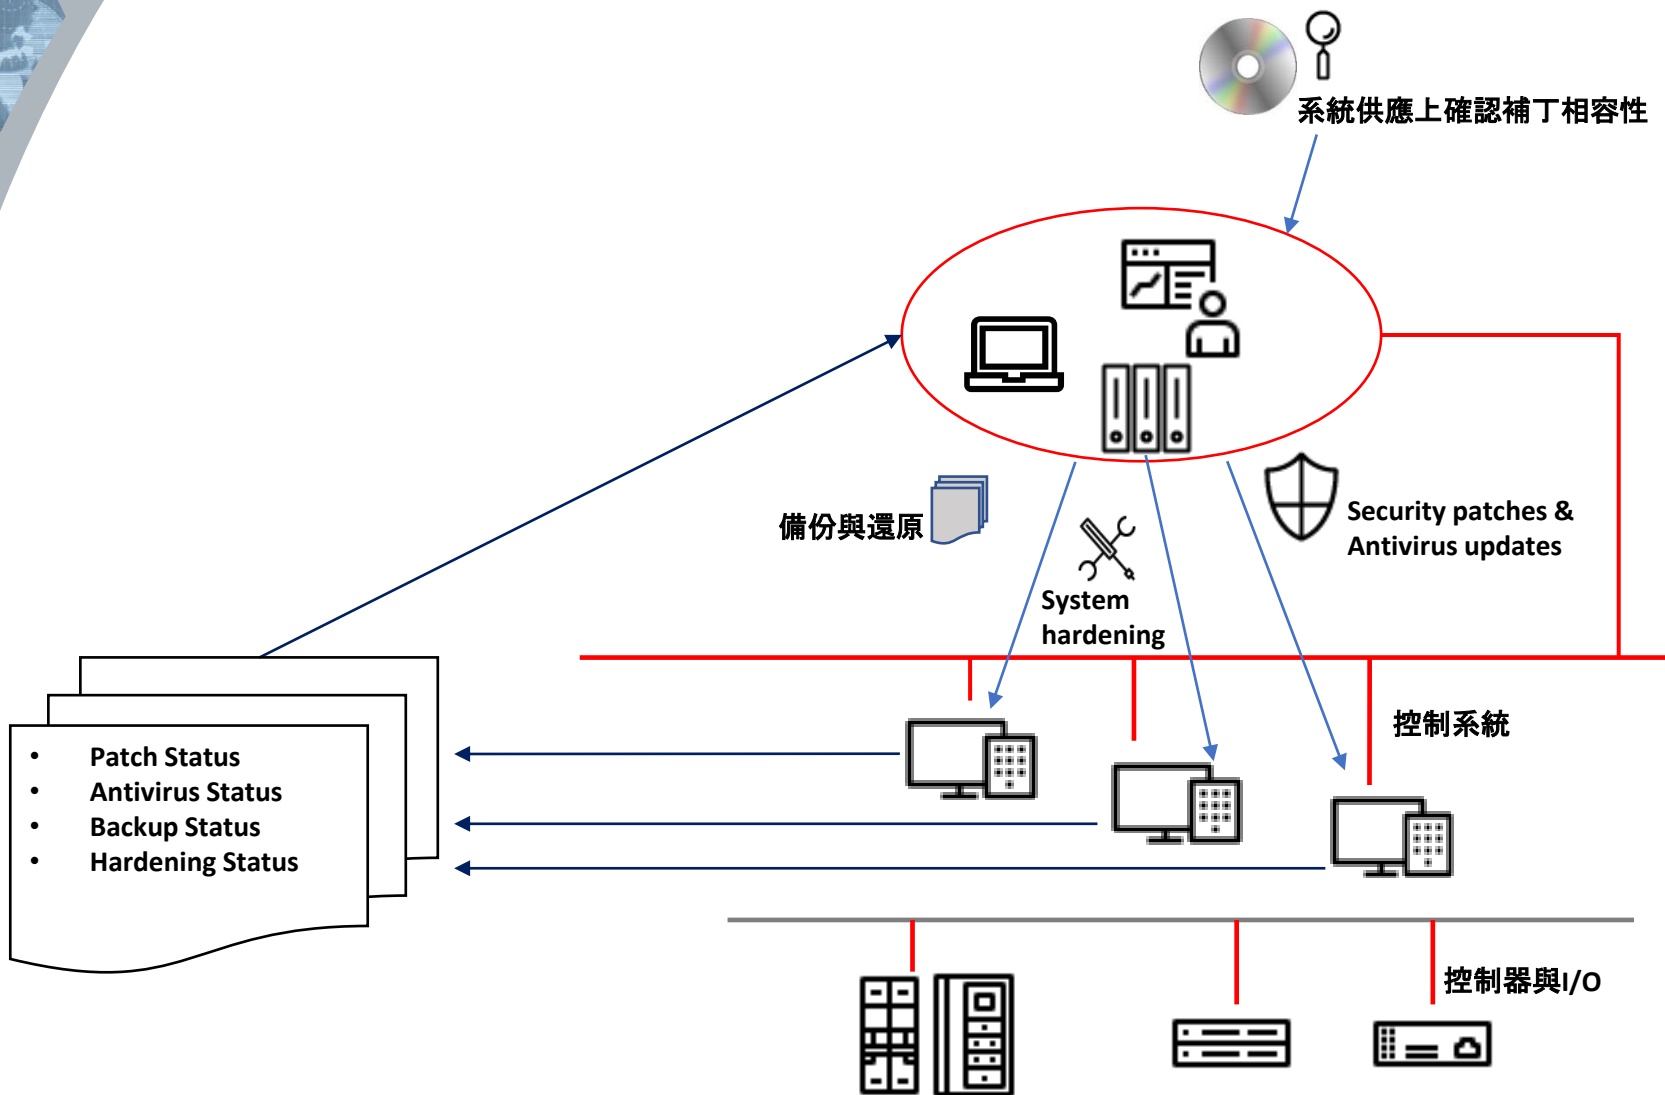 系統供應上確認補丁相容性
備份與還原
Security patches &
Antivirus updates
System
hardening
控制系統
• Patch Status
• Antivirus Status
• Backup Status
• Hardening Status
控制器與I/O